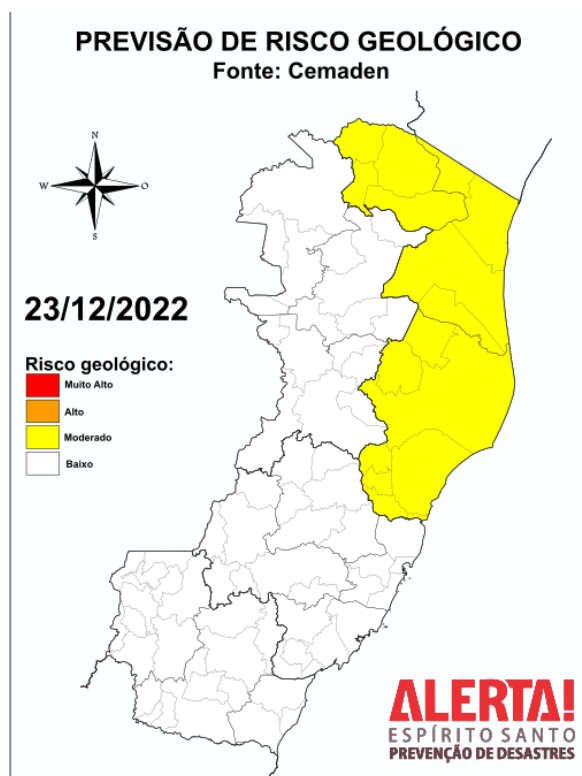 PREVISÃO DE RISCO GEOLÓGICO
Fonte: Cemaden
N
W
O
S
23/12/2022
Risco geológico:
Muito Alto
Alto
Moderado
Baixo
ALERTA!
ESPÍRITO SANTO
PREVENÇÃO DE DESASTRES